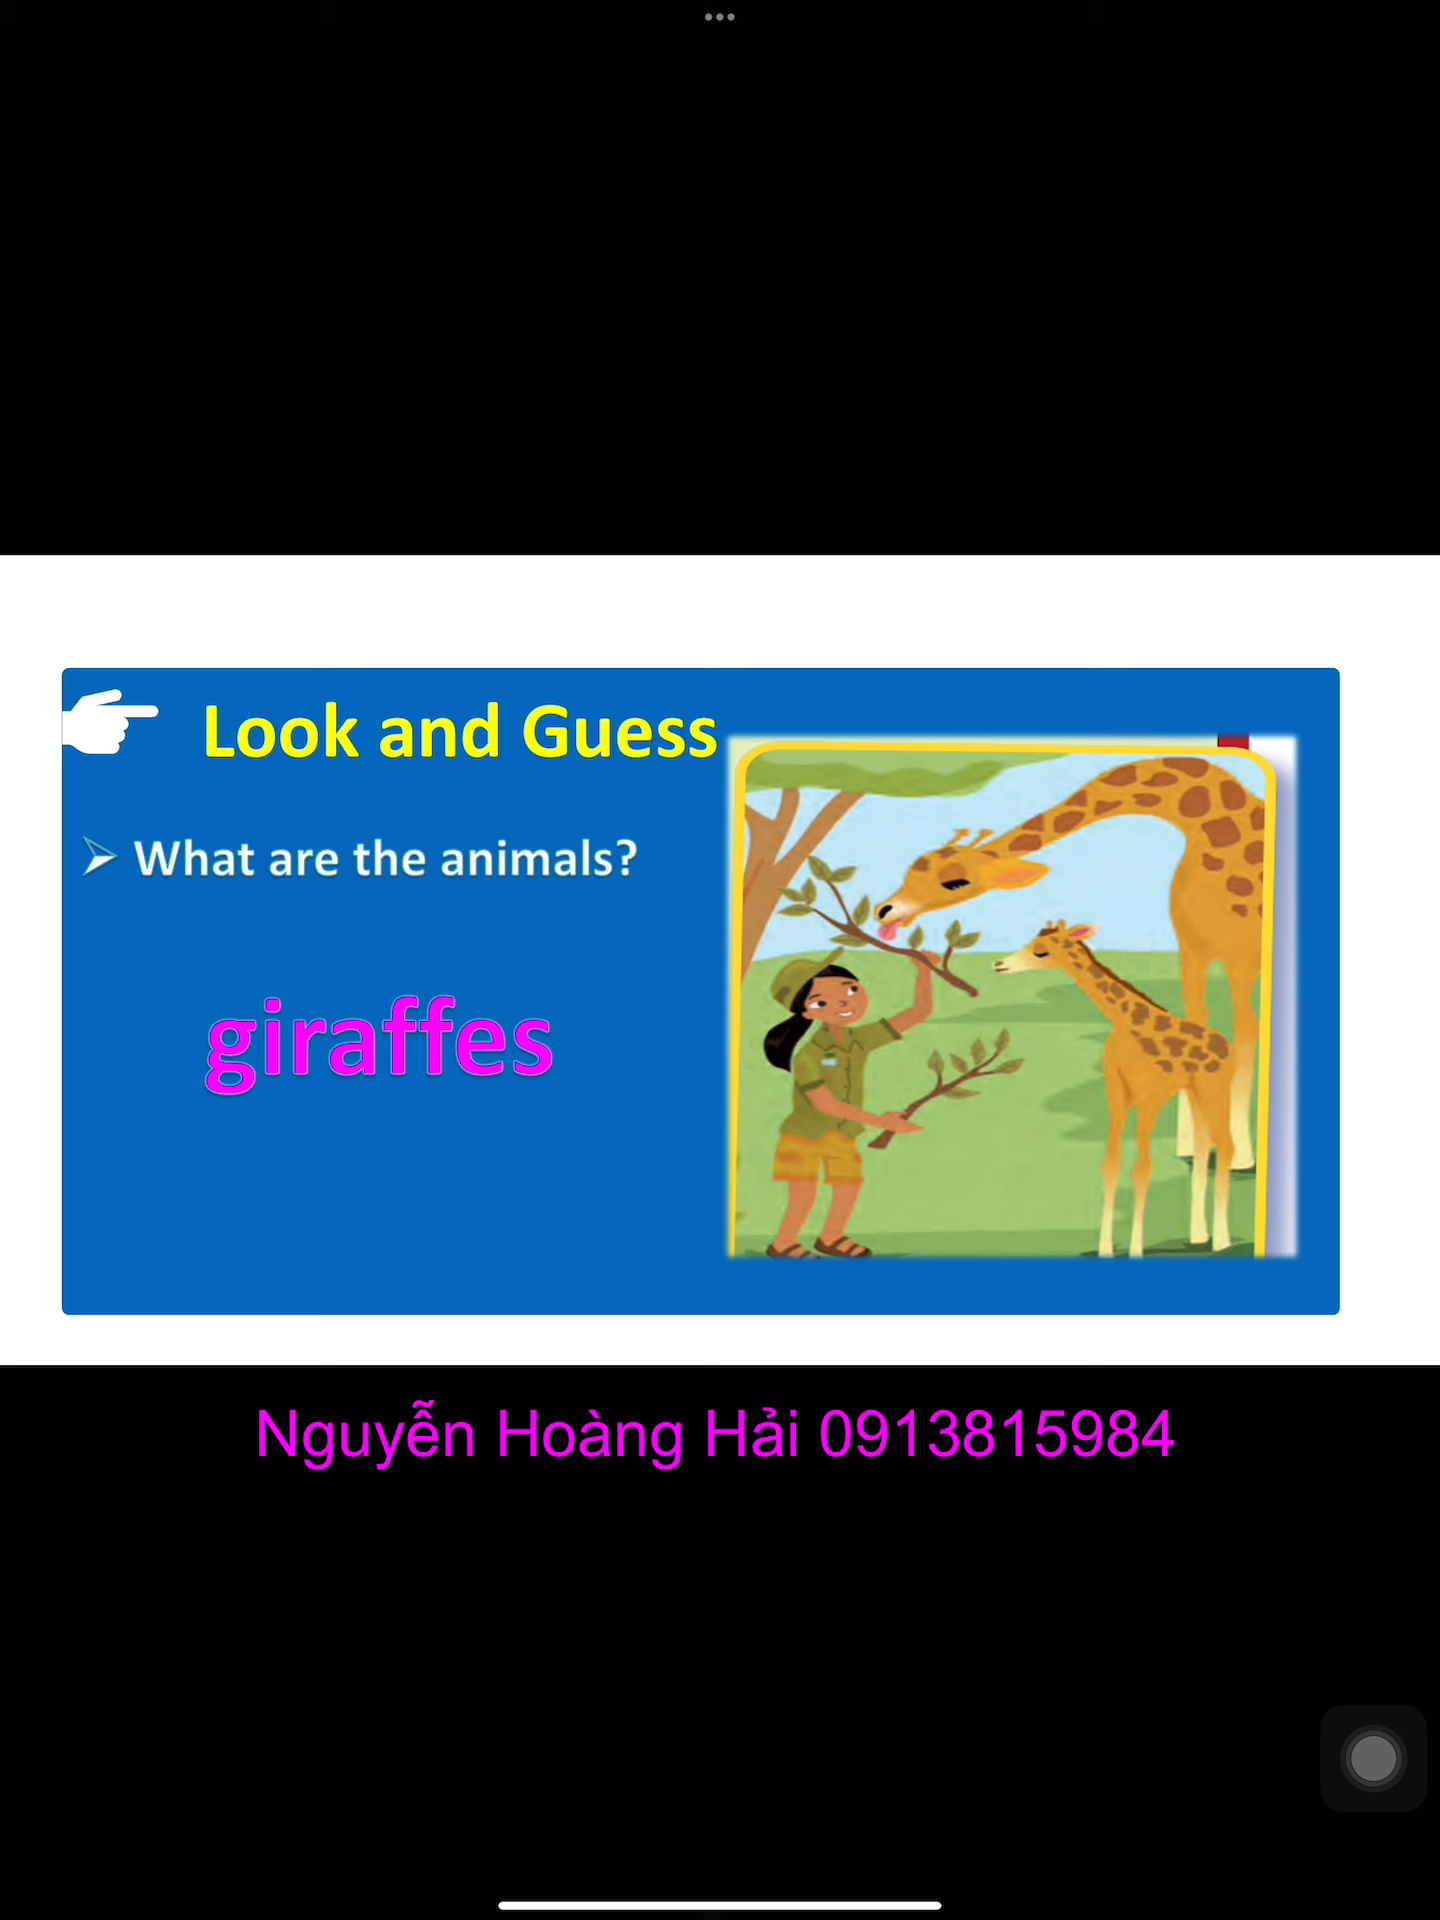 Look and Guess
What are the animals?
giraffes
Nguyễn Hoàng Hải 0913815984